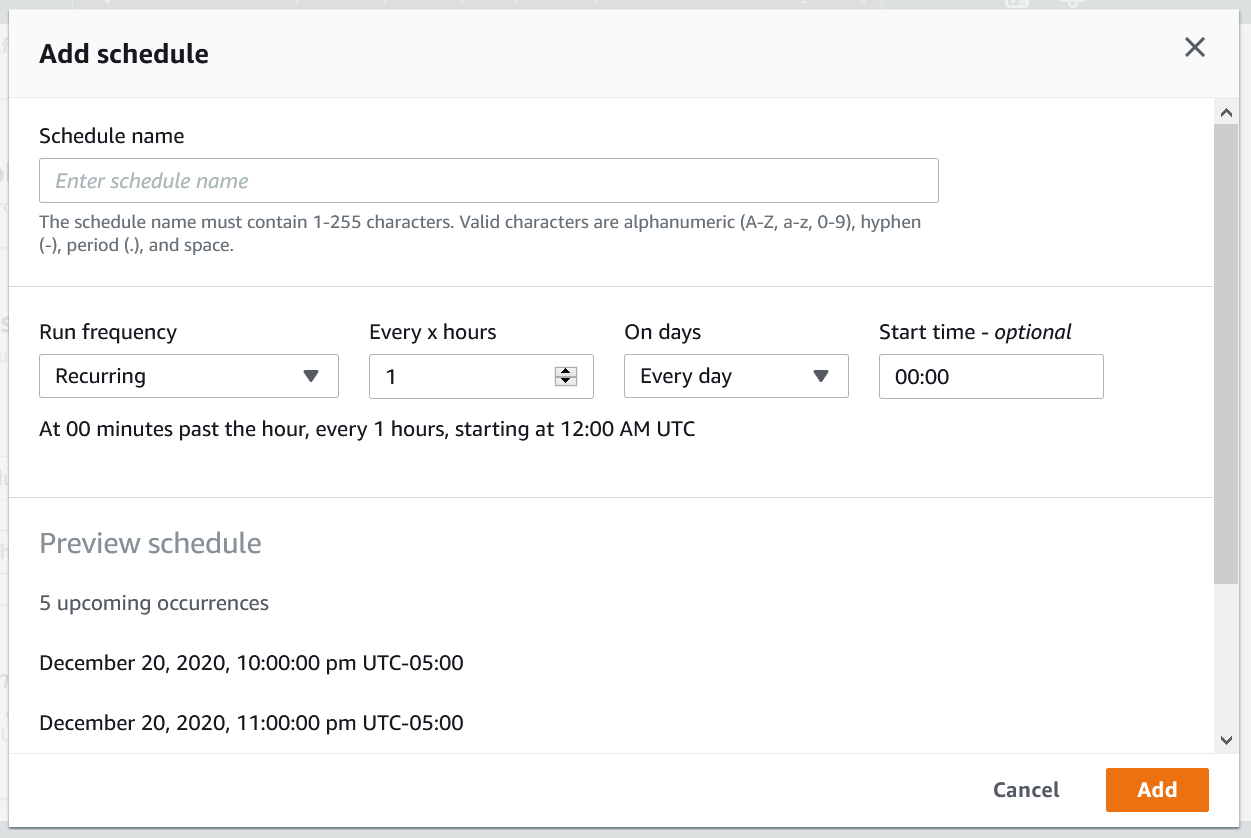 Add schedule
Schedule name
Enter schedule name
The schedule name must contain 1-255 characters. Valid characters are alphanumeric (A-Z, a-z, 0-9), hyphen
(-), period (.), and space.
Run frequency
Every x hours
On days
Start time - optional
Recurring
1
Every day
00:00
At 00 minutes past the hour, every 1 hours, starting at 12:00 AM UTC
Preview schedule
5 upcoming occurrences
December 20, 2020, 10:00:00 pm UTC-05:00
December 20, 2020, 11:00:00 pm UTC-05:00
Cancel
Add